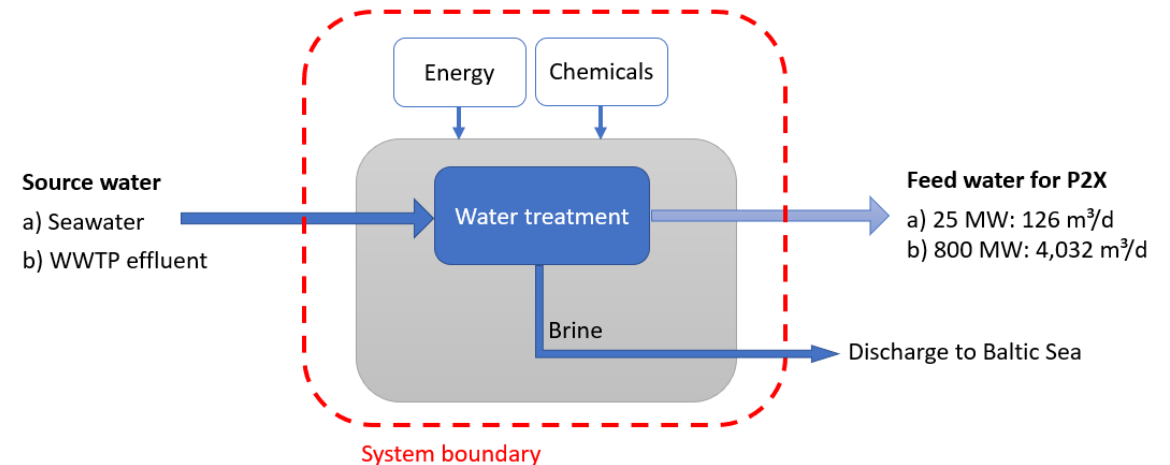 Energy
Chemicals
Source water
a) Seawater
b) WWTP effluent
Water treatment
Feed water for P2X
a) 25 MW: 126 m³/d
b) 800 MW: 4,032 m³/d
Brine
Discharge to Baltic Sea
System boundary